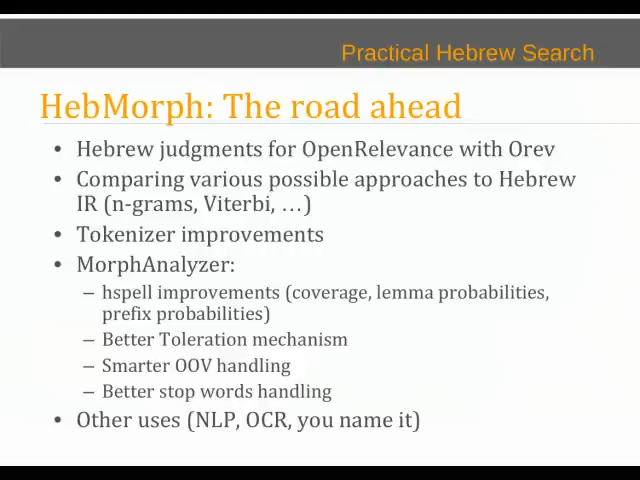 Practical Hebrew Search
HebMorph: The road ahead
• Hebrew judgments for OpenRelevance with Orev
• Comparing various possible approaches to Hebrew
IR (n-grams, Viterbi, …)
• Tokenizer improvements
• MorphAnalyzer:
– hspell improvements (coverage, lemma probabilities,
prefix probabilities)
– Better Toleration mechanism
– Smarter OOV handling
– Better stop words handling
• Other uses (NLP, OCR, you name it)